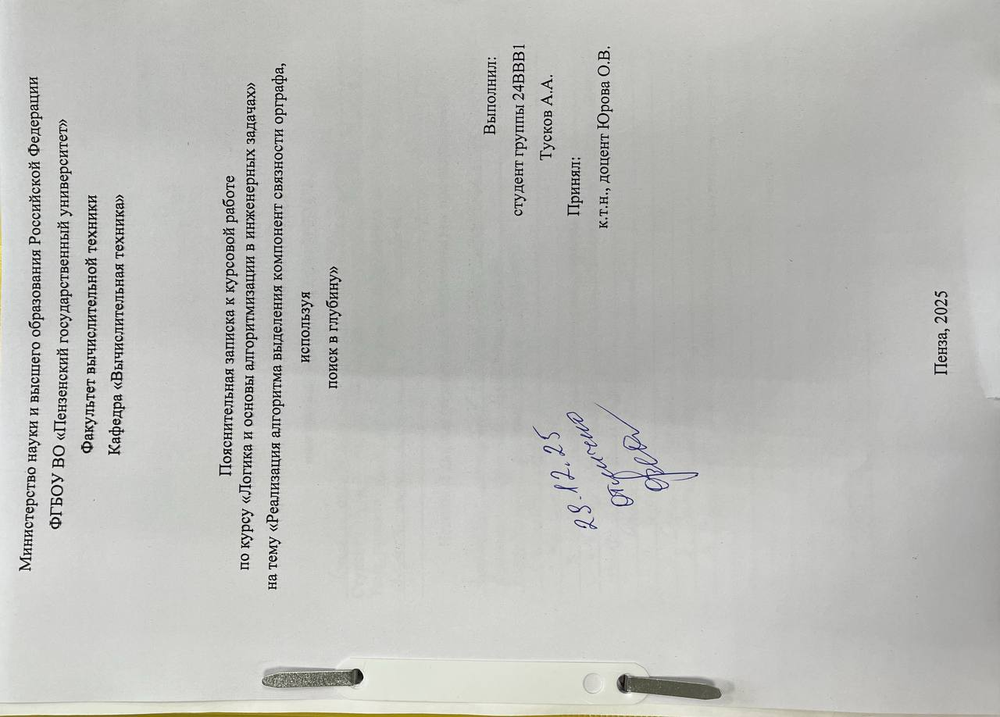 Министерство науки и высшего образования Российской Федерации
ФГБОУ ВО «Пензенский государственный университет»
Факультет вычислительной техники
Кафедра «Вычислительная техника»
Пояснительная записка к курсовой работе
по курсу «Логика и основы алгоритмизации в инженерных задачах»
на тему «Реализация алгоритма выделения компонент связности орграфа,
используя
поиск в глубину»
Выполнил:
студент группы 24ВВВ1
Тусков А.А.
Принял:
к.т.н., доцент Юрова О.В.
29.12.25
отлично
Пенза, 2025